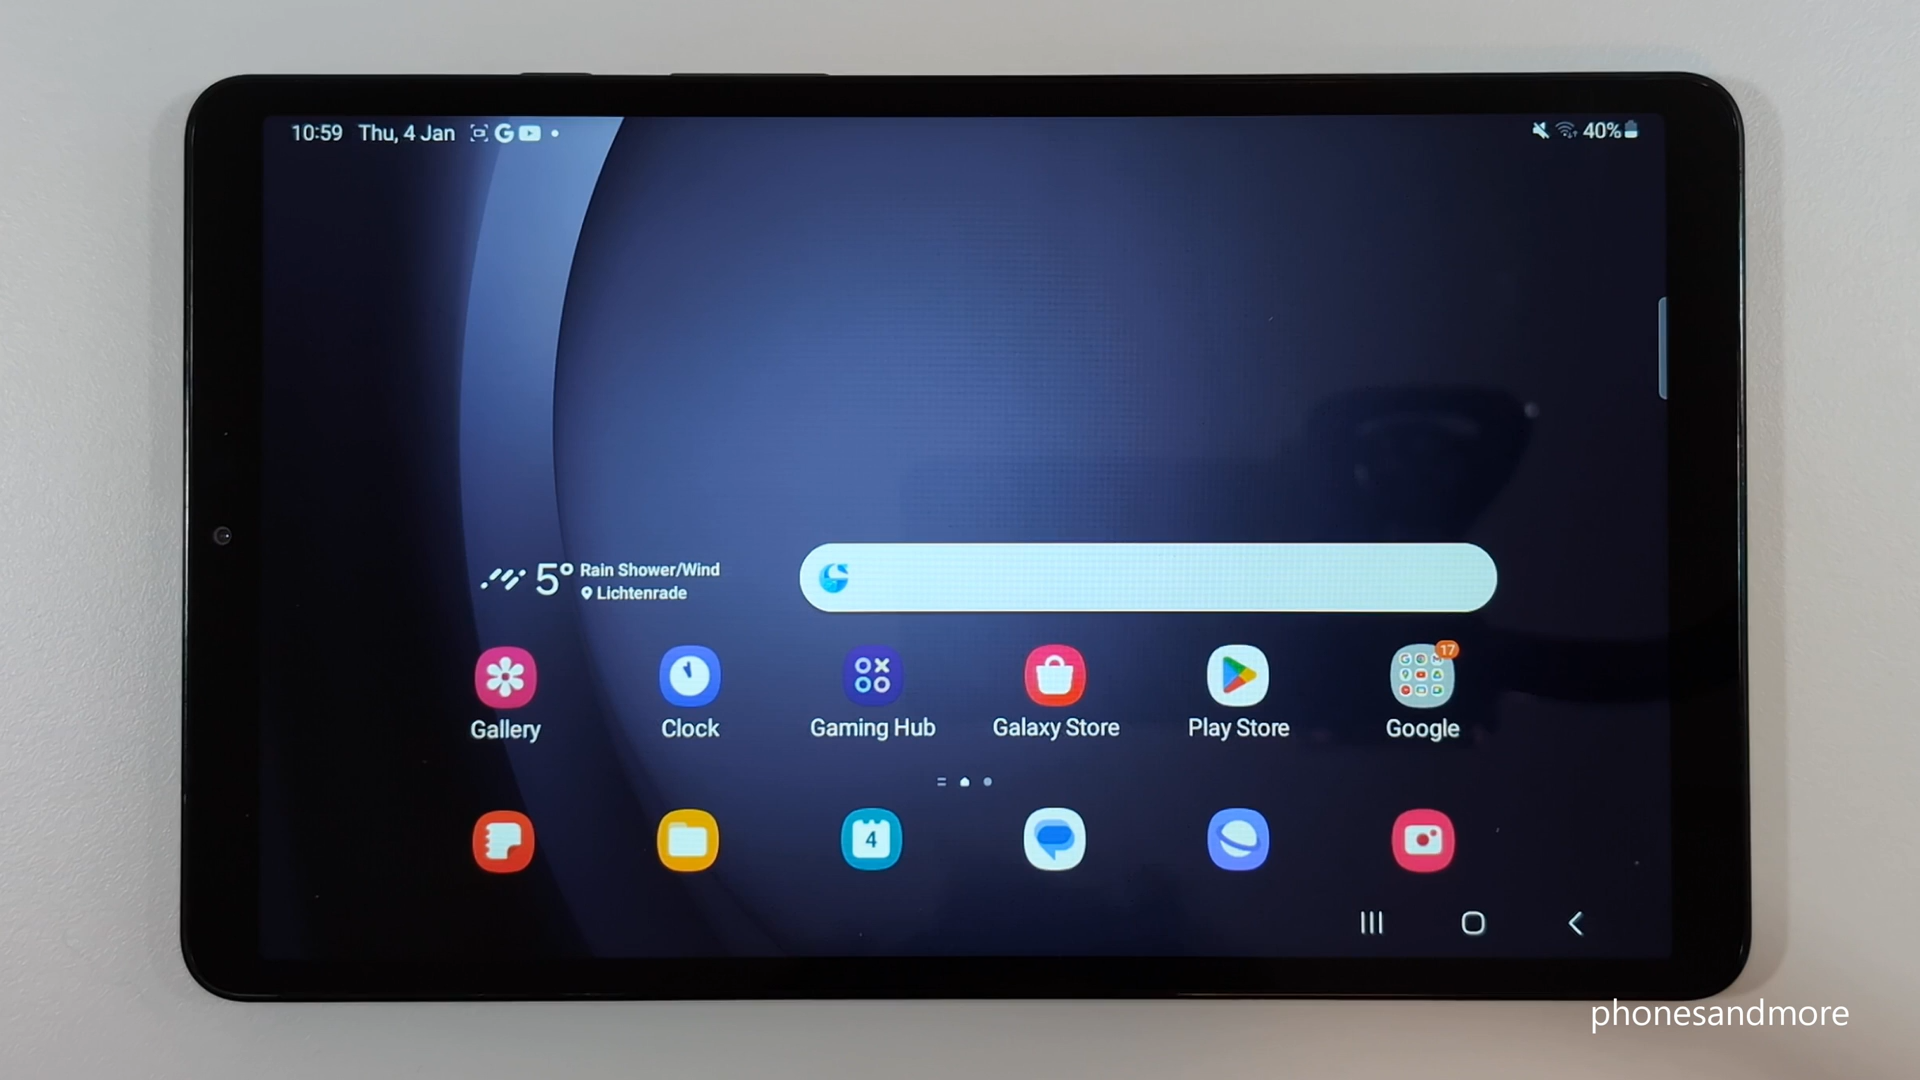 10:59 Thu, 4 Jan
40%
5° Rain Shower/Wind
Lichtenrade
17
Gallery Clock Gaming Hub Galaxy Store Play Store Google
4
phonesandmore